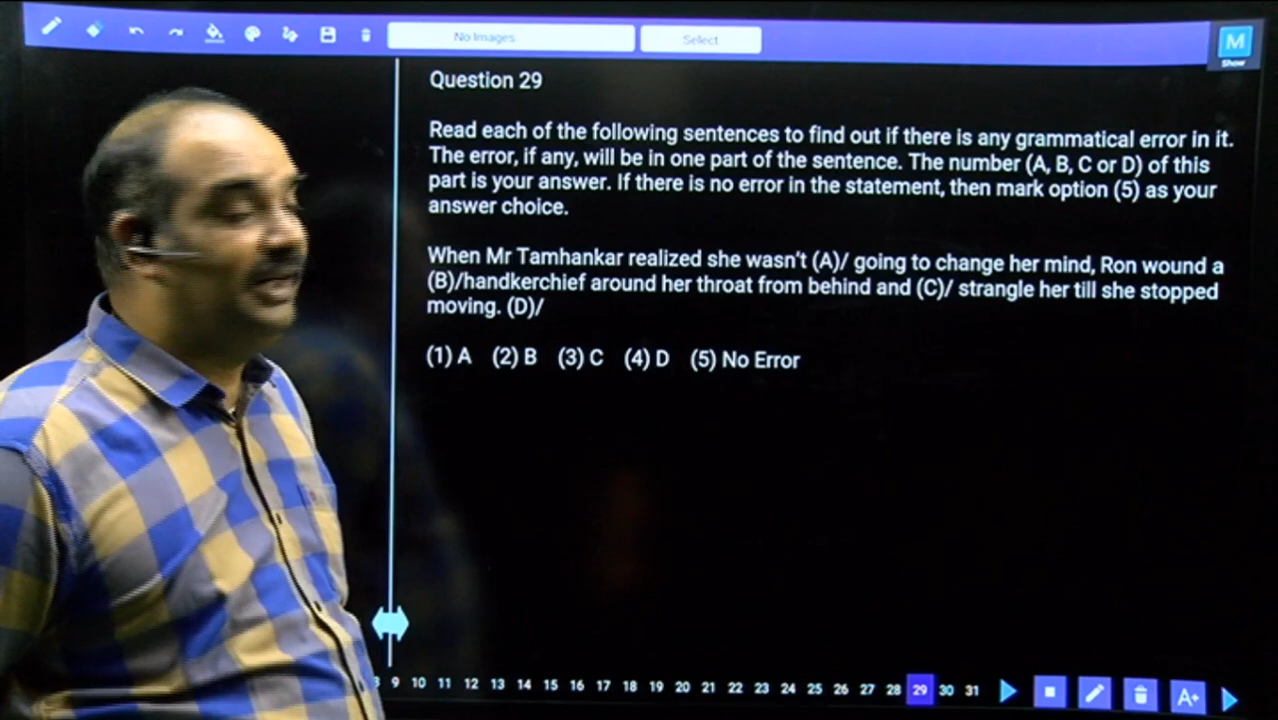 No Images
Select
M
Show
Question 29
Read each of the following sentences to find out if there is any grammatical error in it.
The error, if any, will be in one part of the sentence. The number (A, B, C or D) of this
part is your answer. If there is no error in the statement, then mark option (5) as your
answer choice.
When Mr Tamhankar realized she wasn't (A)/ going to change her mind, Ron wound a
(B)/handkerchief around her throat from behind and (C)/ strangle her till she stopped
moving. (D)/
(1) A (2) B (3) C (4) D (5) No Error
9 10 11 12 13 14 15 16 17 18 19 20 21 22 23 24 25 26 27 28 29 30 31
A+